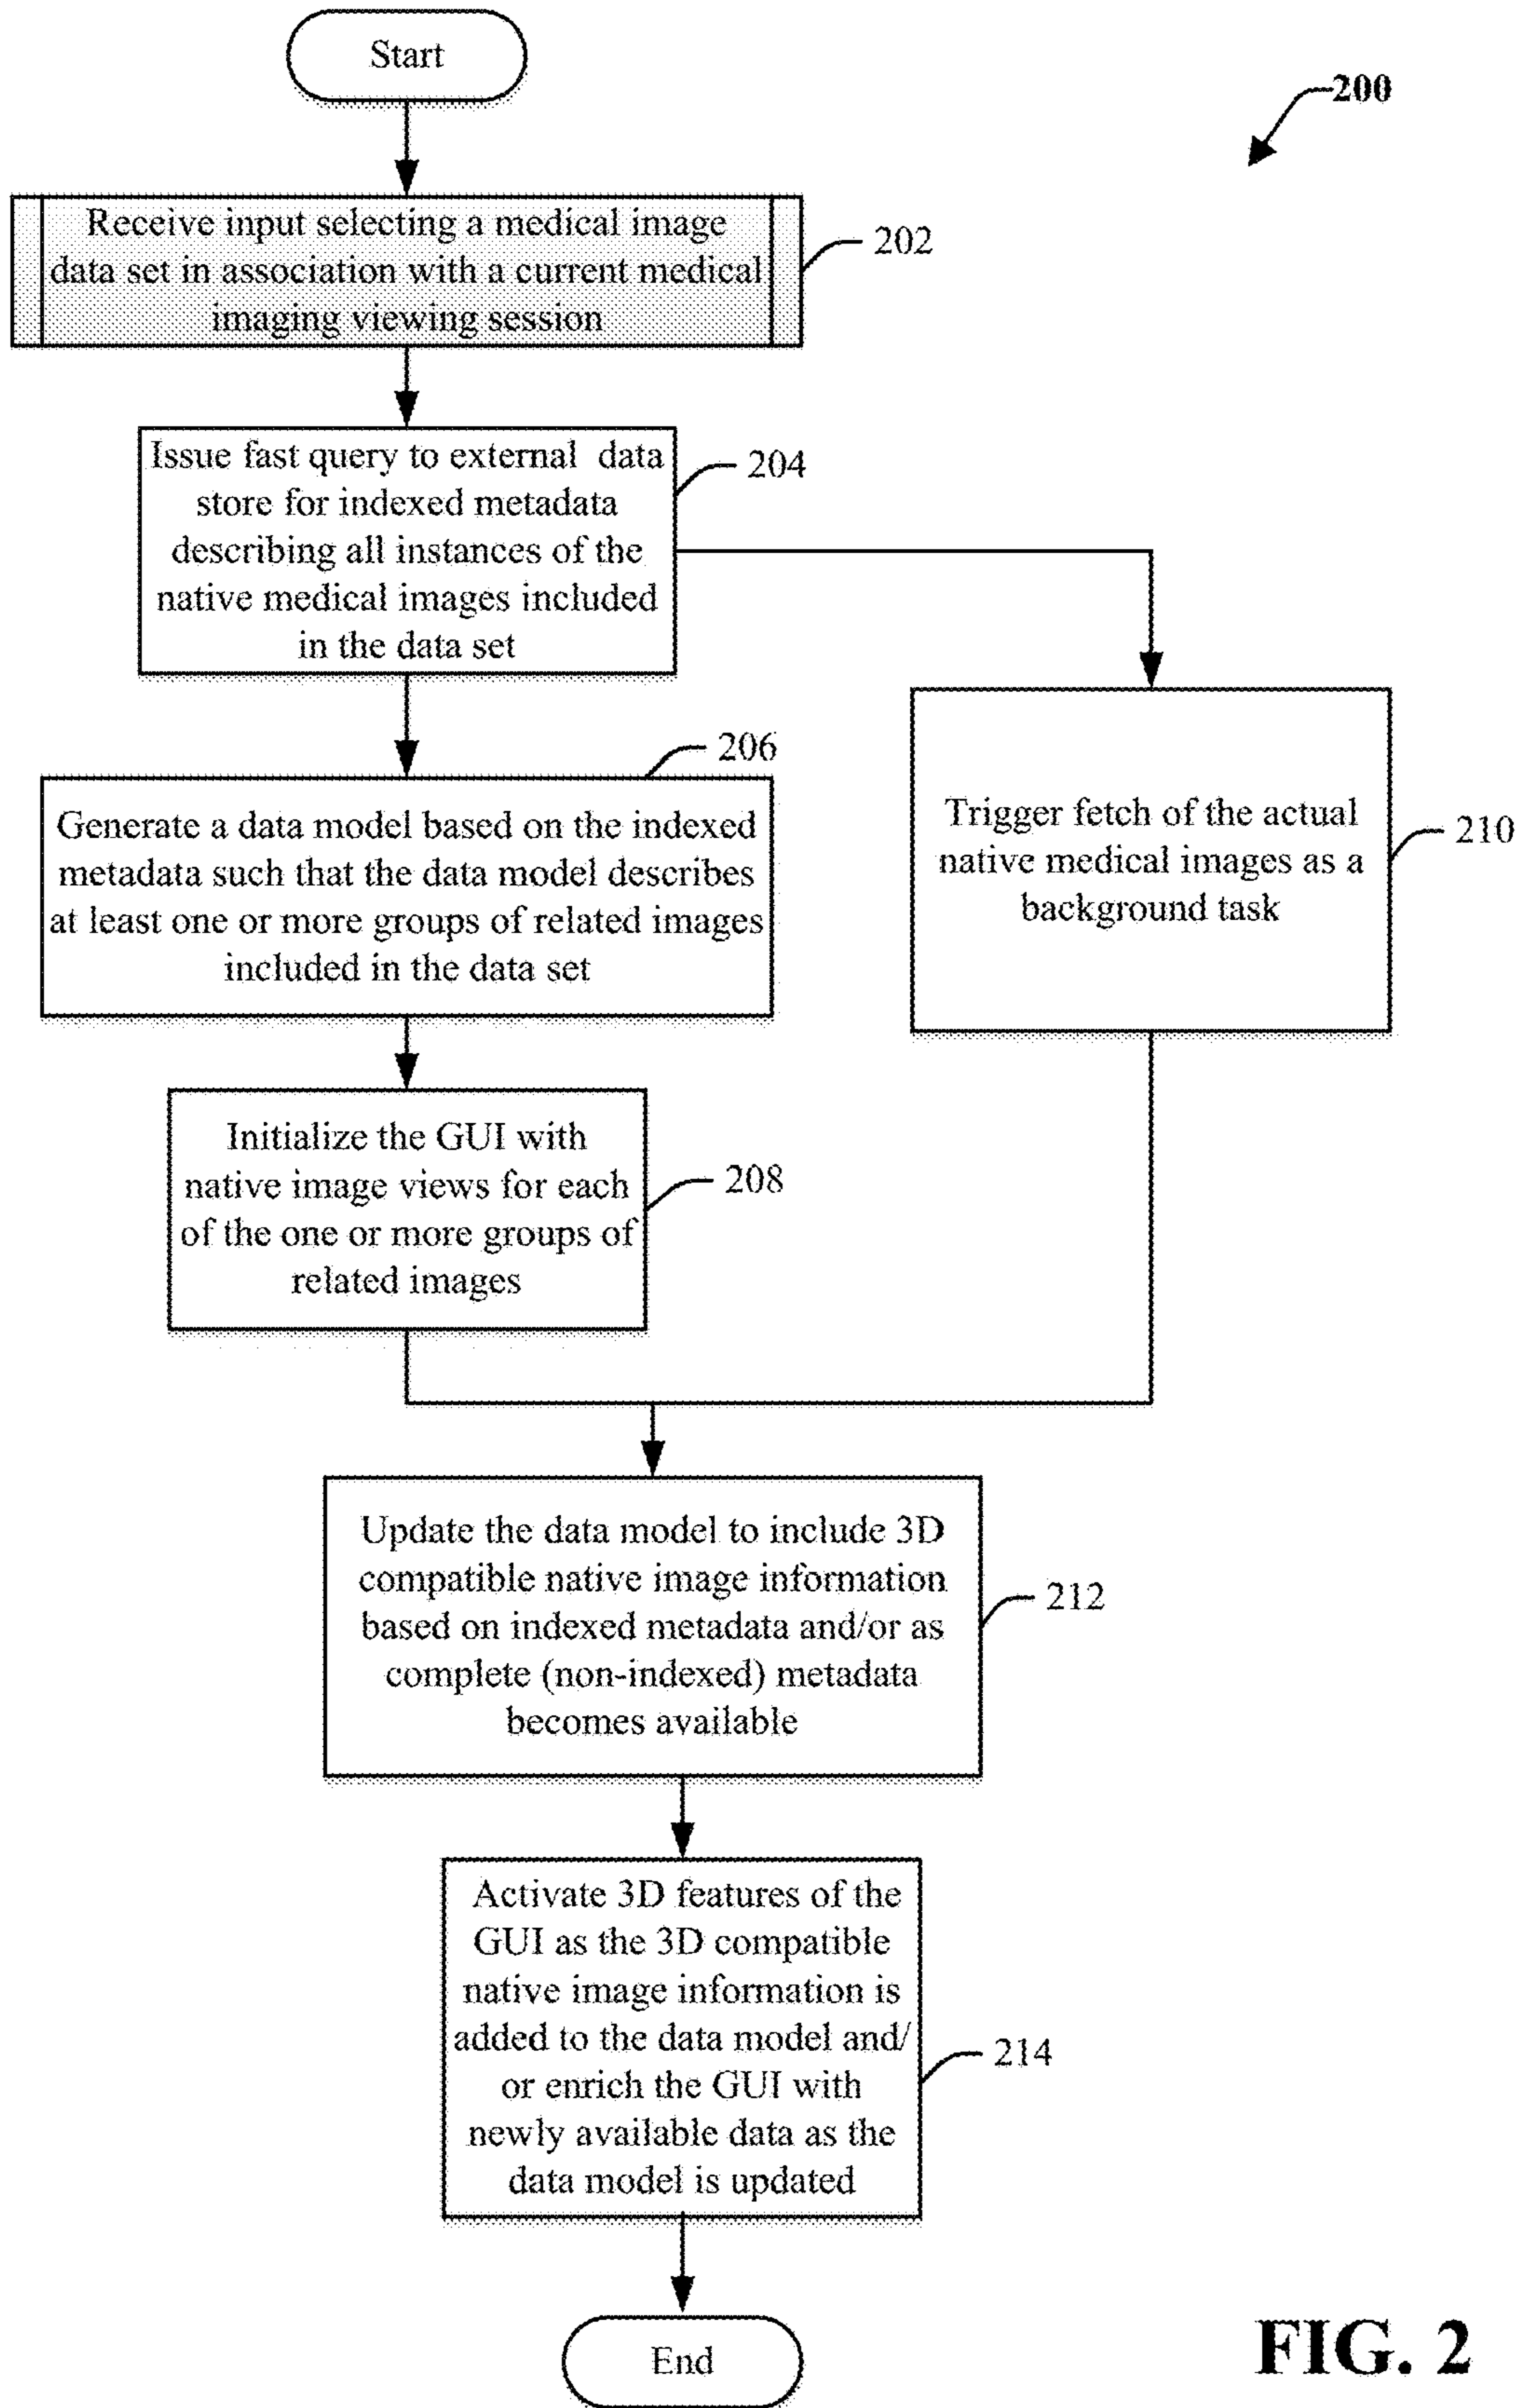 Start
200
Receive input selecting a medical image
data set in association with a current medical
imaging viewing session
202
Issue fast query to external data
store for indexed metadata
describing all instances of the
native medical images included
in the data set
204
206
Generate a data model based on the indexed
metadata such that the data model describes
at least one or more groups of related images
included in the data set
Trigger fetch of the actual
native medical images as a
background task
210
Initialize the GUI with
native image views for each
of the one or more groups of
related images
208
Update the data model to include 3D
compatible native image information
based on indexed metadata and/or as
complete (non-indexed) metadata
becomes available
212
Activate 3D features of the
GUI as the 3D compatible
native image information is
added to the data model and/
or enrich the GUI with
newly available data as the
data model is updated
214
End
FIG. 2